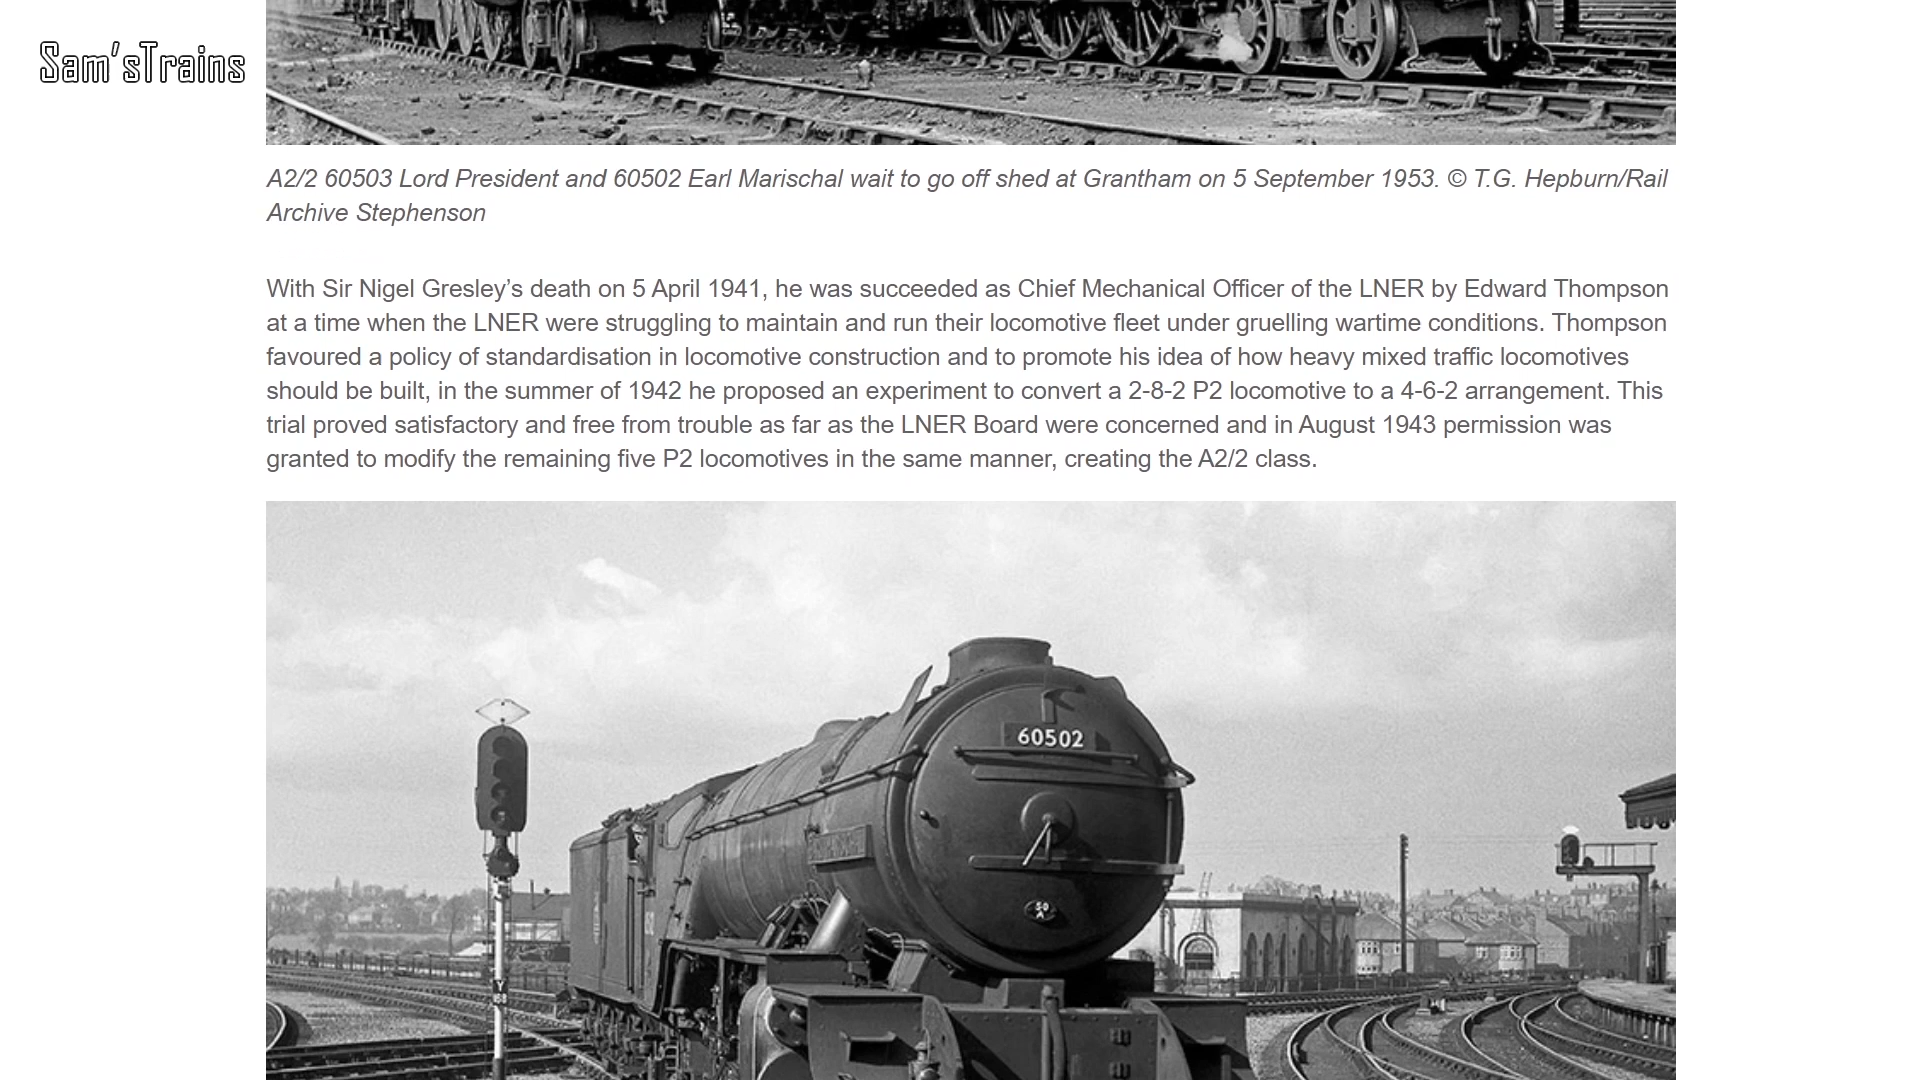 Sam'sTrains
A2/2 60503 Lord President and 60502 Earl Marischal wait to go off shed at Grantham on 5 September 1953. © T.G. Hepburn/Rail
Archive Stephenson
With Sir Nigel Gresley’s death on 5 April 1941, he was succeeded as Chief Mechanical Officer of the LNER by Edward Thompson
at a time when the LNER were struggling to maintain and run their locomotive fleet under gruelling wartime conditions. Thompson
favoured a policy of standardisation in locomotive construction and to promote his idea of how heavy mixed traffic locomotives
should be built, in the summer of 1942 he proposed an experiment to convert a 2-8-2 P2 locomotive to a 4-6-2 arrangement. This
trial proved satisfactory and free from trouble as far as the LNER Board were concerned and in August 1943 permission was
granted to modify the remaining five P2 locomotives in the same manner, creating the A2/2 class.
60502
50
A
Y
168